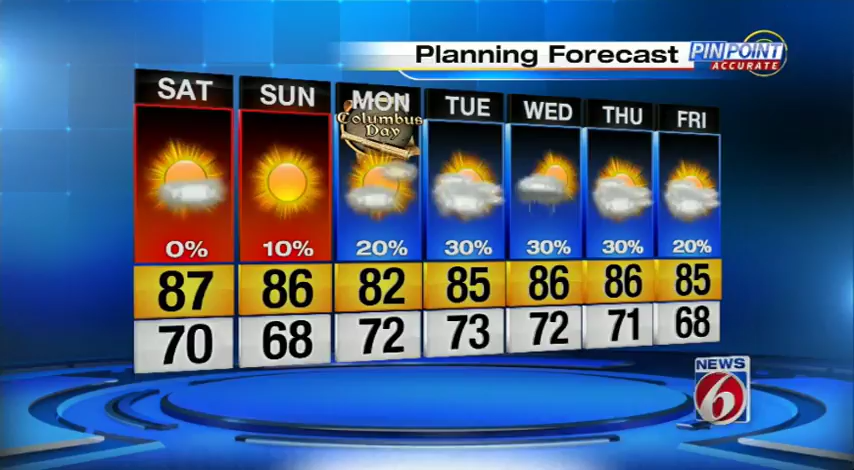 Planning Forecast
PINPOINT
ACCURATE
SAT SUN MON TUE WED THU FRI
Columbus
Day
0% 10% 20% 30% 30% 30% 20%
87 86 82 85 86 86 85
70 68 72 73 72 71 68
NEWS
6